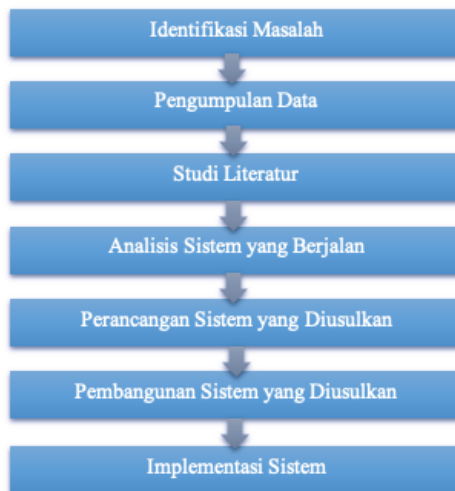 Identifikasi Masalah
Pengumpulan Data
Studi Literatur
Analisis Sistem yang Berjalan
Perancangan Sistem yang Diusulkan
Pembangunan Sistem yang Diusulkan
Implementasi Sistem